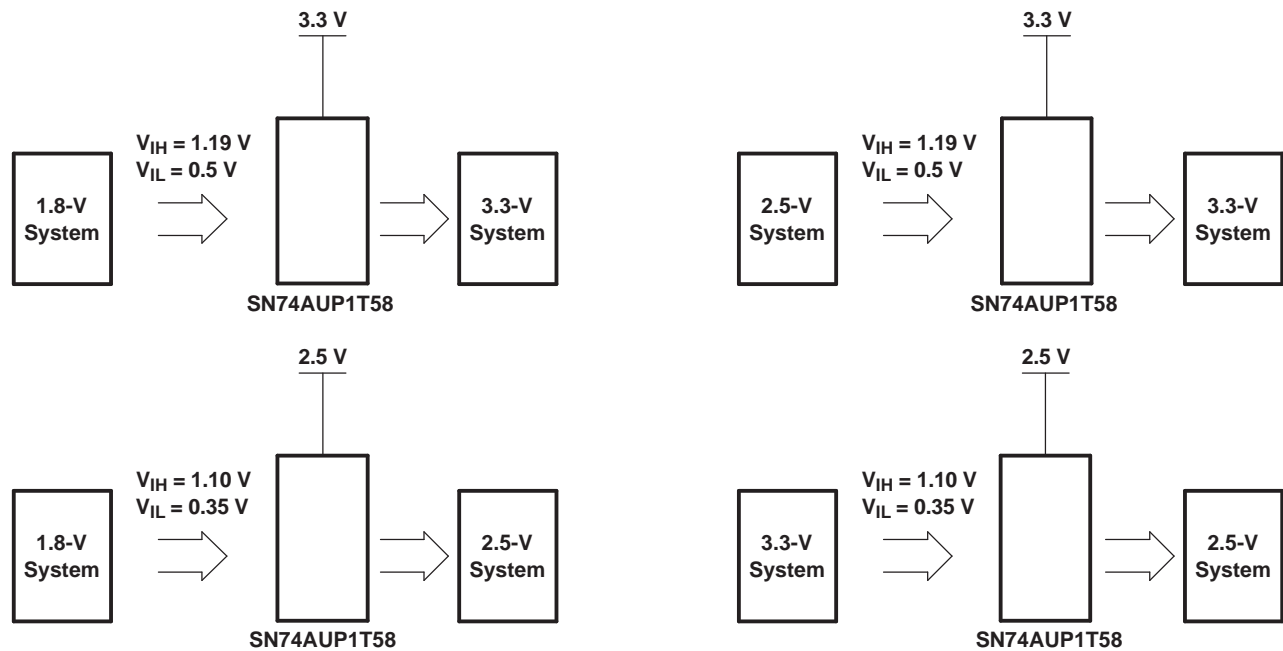 3.3 V
V_IH = 1.19 V
V_IL = 0.5 V
1.8-V
System
3.3-V
System
SN74AUP1T58
3.3 V
V_IH = 1.19 V
V_IL = 0.5 V
2.5-V
System
3.3-V
System
SN74AUP1T58
2.5 V
V_IH = 1.10 V
V_IL = 0.35 V
1.8-V
System
2.5-V
System
SN74AUP1T58
2.5 V
V_IH = 1.10 V
V_IL = 0.35 V
3.3-V
System
2.5-V
System
SN74AUP1T58